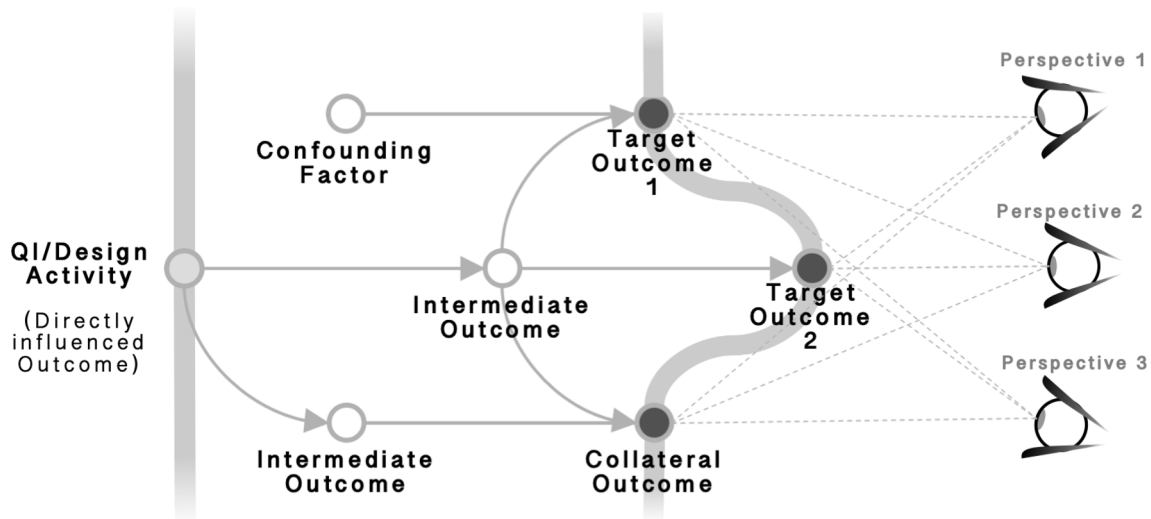 Perspective 1
Confounding
Factor
Target
Outcome
1
Perspective 2
QI/Design
Activity
(Directly
influenced
Outcome)
Intermediate
Outcome
Target
Outcome
2
Perspective 3
Intermediate
Outcome
Collateral
Outcome